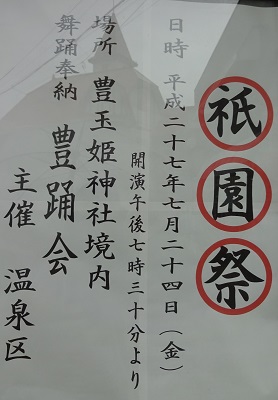 祇園祭
日時 平成二十七年七月二十四日(金)
開演午後七時三十分より
場所 豊玉姫神社境内
舞踊奉納 豊踊会
主催 温泉区